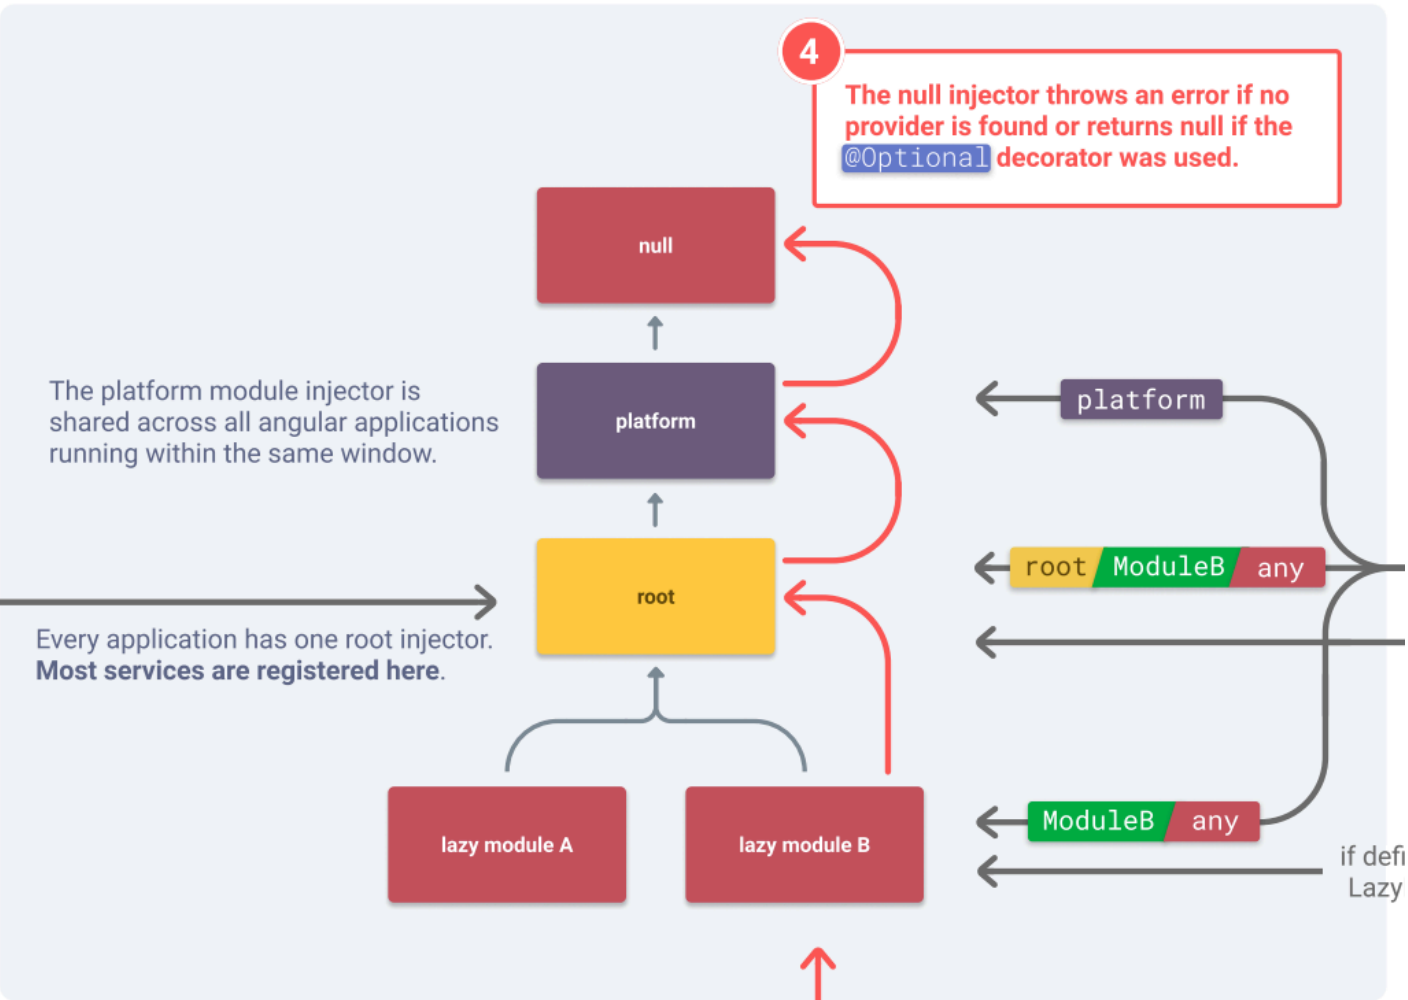 4
The null injector throws an error if no
provider is found or returns null if the
@Optional decorator was used.
null
The platform module injector is
shared across all angular applications
running within the same window.
platform
platform
root
root ModuleB any
Every application has one root injector.
Most services are registered here.
lazy module A
lazy module B
ModuleB any
if defi
Lazy